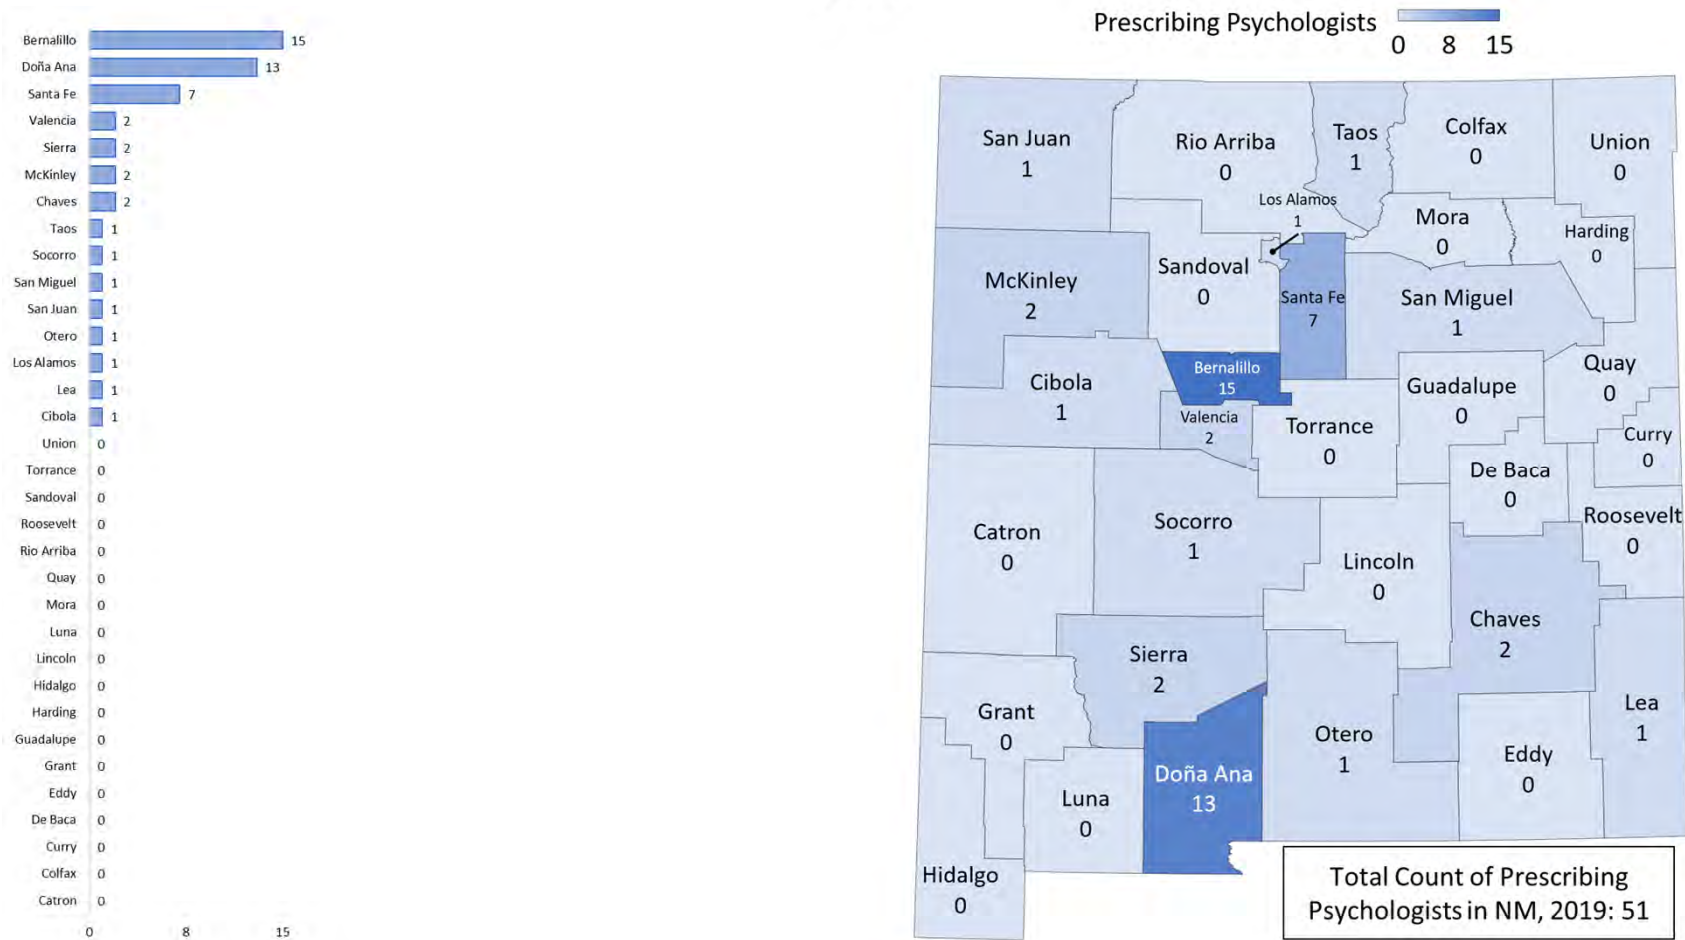 Bernalillo 15
Doña Ana 13
Santa Fe 7
Valencia 2
Sierra 2
McKinley 2
Chaves 2
Taos 1
Socorro 1
San Miguel 1
San Juan 1
Otero 1
Los Alamos 1
Lea 1
Cibola 1
Union 0
Torrance 0
Sandoval 0
Roosevelt 0
Rio Arriba 0
Quay 0
Mora 0
Luna 0
Lincoln 0
Hidalgo 0
Harding 0
Guadalupe 0
Grant 0
Eddy 0
De Baca 0
Curry 0
Colfax 0
Catron 0
0 8 15
Prescribing Psychologists
0 8 15
San Juan
1
Rio Arriba
0
Taos
1
Colfax
0
Union
0
Los Alamos
1
Mora
0
Harding
0
McKinley
2
Sandoval
0
Santa Fe
7
San Miguel
1
Bernalillo
15
Cibola
1
Valencia
2
Torrance
0
Guadalupe
0
Quay
0
Curry
0
De Baca
0
Roosevelt
0
Catron
0
Socorro
1
Lincoln
0
Chaves
2
Sierra
2
Grant
0
Otero
1
Lea
1
Eddy
0
Doña Ana
13
Luna
0
Hidalgo
0
Total Count of Prescribing
Psychologists in NM, 2019: 51